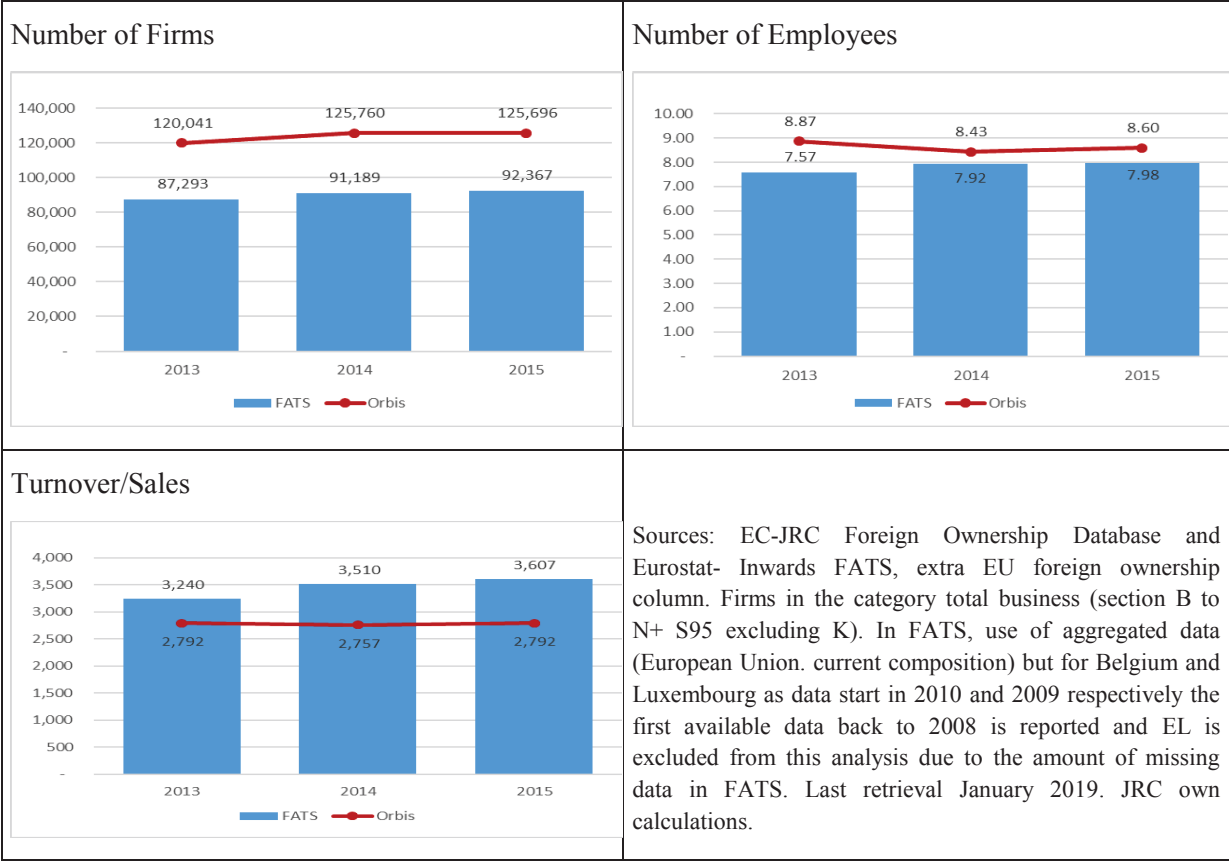 Number of Firms
140,000
120,000
100,000
80,000
60,000
40,000
20,000
-
120,041
125,760
125,696
87,293
91,189
92,367
2013
2014
2015
FATS
Orbis
Number of Employees
10.00
9.00
8.00
7.00
6.00
5.00
4.00
3.00
2.00
1.00
-
8.87
8.43
8.60
7.57
7.92
7.98
2013
2014
2015
FATS
Orbis
Turnover/Sales
4,000
3,500
3,000
2,500
2,000
1,500
1,000
500
-
3,240
3,510
3,607
2,792
2,757
2,792
2013
2014
2015
FATS
Orbis
Sources: EC-JRC Foreign Ownership Database and
Eurostat- Inwards FATS, extra EU foreign ownership
column. Firms in the category total business (section B to
N+ S95 excluding K). In FATS, use of aggregated data
(European Union. current composition) but for Belgium and
Luxembourg as data start in 2010 and 2009 respectively the
first available data back to 2008 is reported and EL is
excluded from this analysis due to the amount of missing
data in FATS. Last retrieval January 2019. JRC own
calculations.